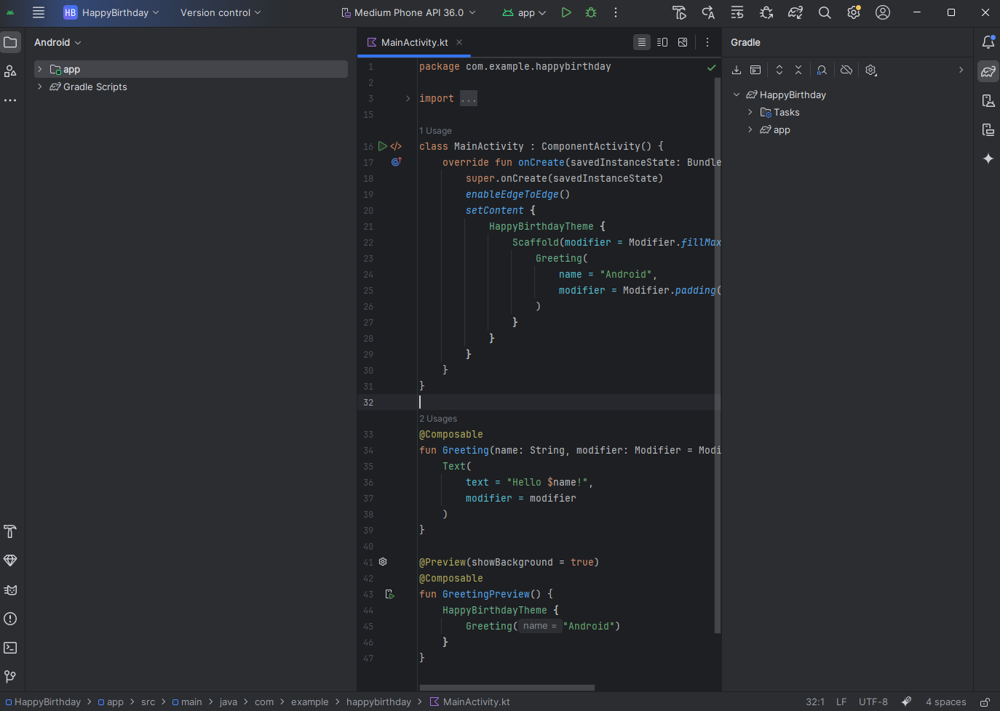 HB HappyBirthday Version control Medium Phone API 36.0 app
Android
app
Gradle Scripts
MainActivity.kt
1 package com.example.happybirthday
2
3 import ...
15
1 Usage
16 class MainActivity : ComponentActivity() {
17 override fun onCreate(savedInstanceState: Bundle
18 super.onCreate(savedInstanceState)
19 enableEdgeToEdge()
20 setContent {
21 HappyBirthdayTheme {
22 Scaffold(modifier = Modifier.fillMax
23 Greeting(
24 name = "Android",
25 modifier = Modifier.padding(
26 )
27 }
28 }
29 }
30 }
31 }
32
2 Usages
33 @Composable
34 fun Greeting(name: String, modifier: Modifier = Modi
35 Text(
36 text = "Hello $name!",
37 modifier = modifier
38 )
39 }
40
41 @Preview(showBackground = true)
42 @Composable
43 fun GreetingPreview() {
44 HappyBirthdayTheme {
45 Greeting( name = "Android")
46 }
47 }
Gradle
HappyBirthday
Tasks
app
HappyBirthday > app > src > main > java > com > example > happybirthday > MainActivity.kt 32:1 LF UTF-8 4 spaces